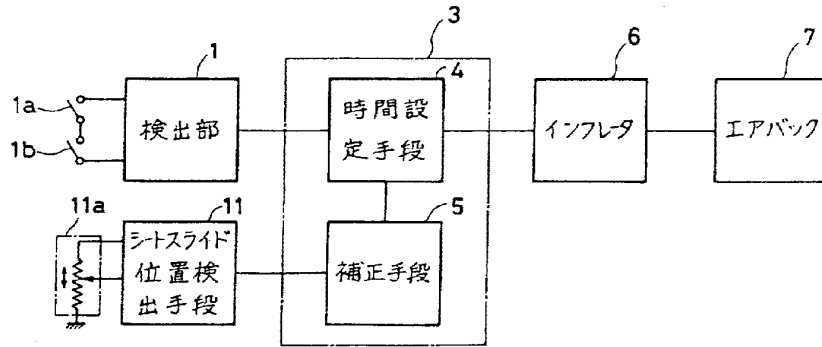 3
1
4
6
7
1a
1b
検出部
時間設
定手段
インフレータ
エアバック
11a
11
5
シートスライド
位置検
出手段
補正手段